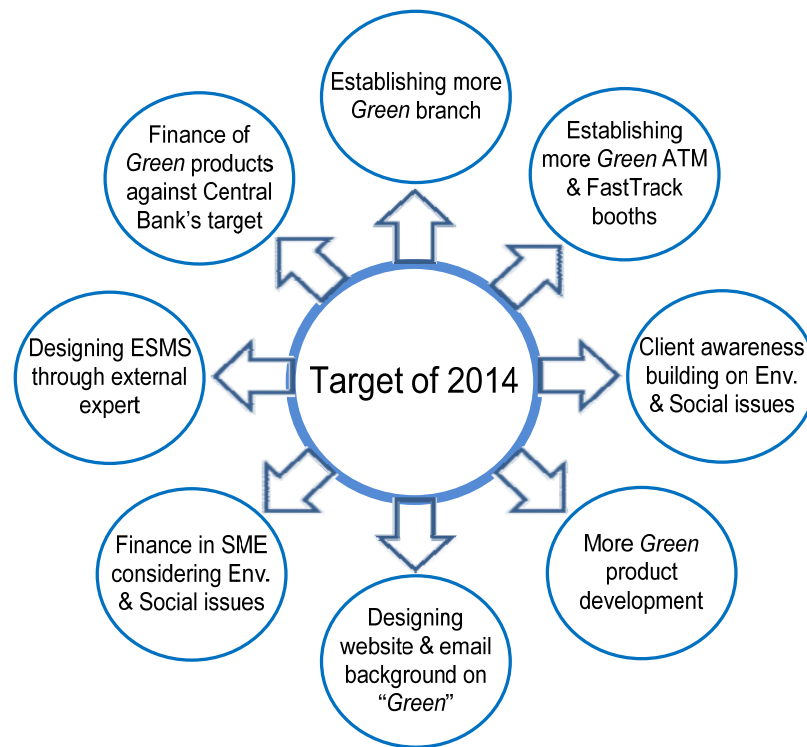 Establishing more
Green branch
Establishing
more Green ATM
& FastTrack
booths
Client awareness
building on Env.
& Social issues
More Green
product
development
Designing
website & email
background on
“Green”
Finance in SME
considering Env.
& Social issues
Designing ESMS
through external
expert
Finance of
Green products
against Central
Bank’s target
Target of 2014